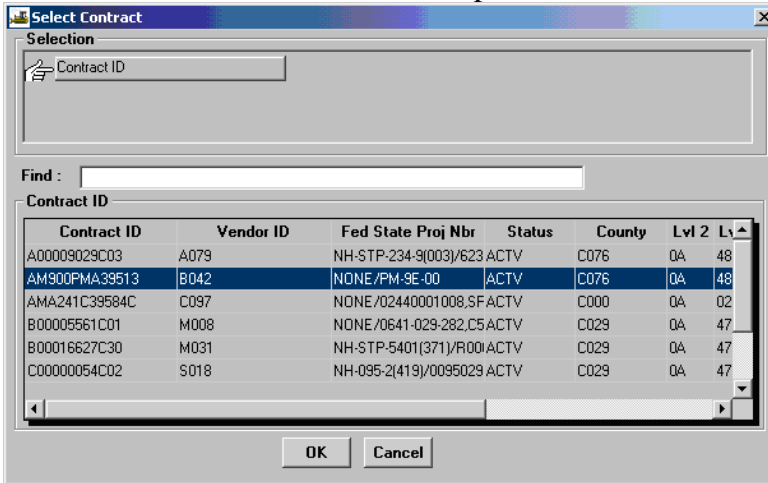 Select Contract
Selection
Contract ID
Find :
Contract ID
Contract ID Vendor ID Fed State Proj Nbr Status County Lvl 2
A00009029C03 A079 NH-STP-234-9(003)/623 ACTV C076 0A 48
AM900PMA39513 B042 NONE/PM-9E-00 ACTV C076 0A 48
AMA241C39584C C097 NONE/02440001008,SF ACTV C000 0A 02
B00005561C01 M008 NONE/0641-029-282,C5 ACTV C029 0A 47
B00016627C30 M031 NH-STP-5401(371)/R00 ACTV C029 0A 47
C00000054C02 S018 NH-095-2(419)/0095029 ACTV C029 0A 47
OK Cancel